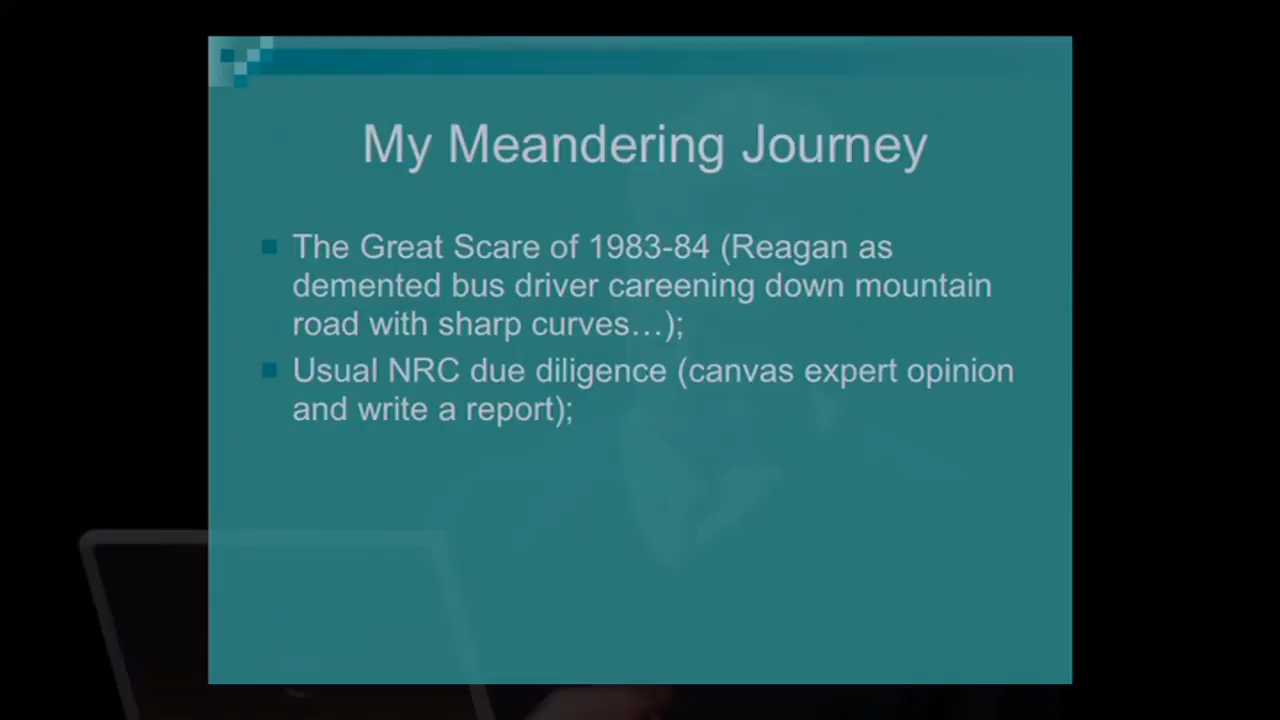 My Meandering Journey
The Great Scare of 1983-84 (Reagan as
demented bus driver careening down mountain
road with sharp curves…);
Usual NRC due diligence (canvas expert opinion
and write a report);